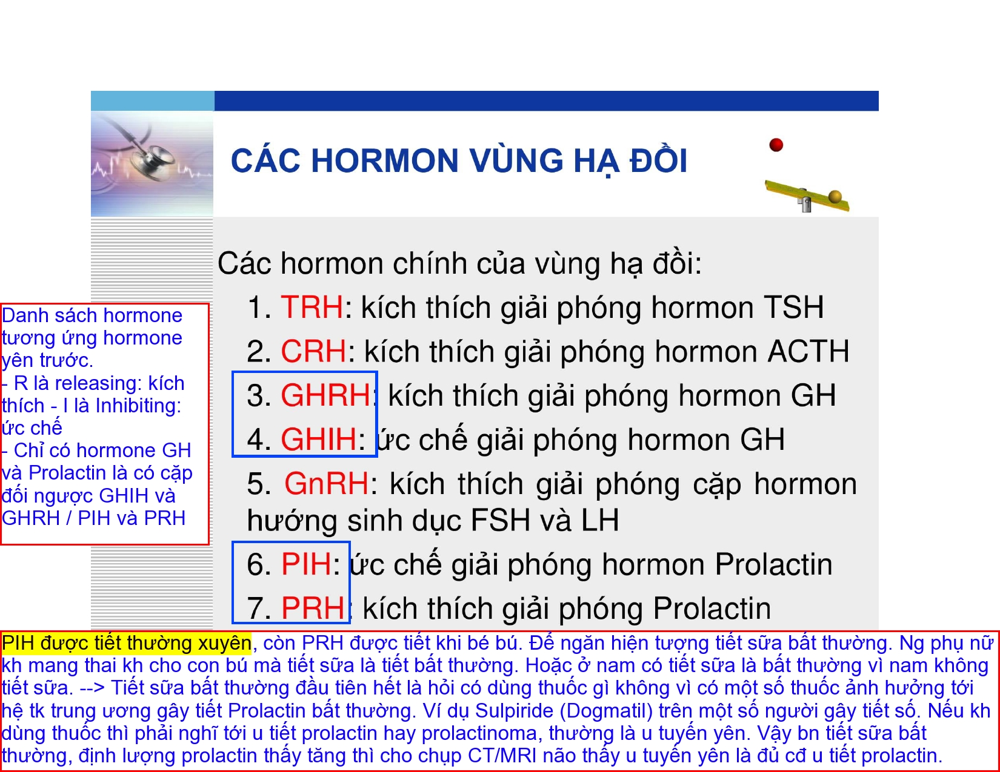 CÁC HORMON VÙNG HẠ ĐỒI
Các hormon chính của vùng hạ đồi:
1. TRH: kích thích giải phóng hormon TSH
2. CRH: kích thích giải phóng hormon ACTH
3. GHRH: kích thích giải phóng hormon GH
4. GHIH: ức chế giải phóng hormon GH
5. GnRH: kích thích giải phóng cặp hormon
hướng sinh dục FSH và LH
6. PIH: ức chế giải phóng hormon Prolactin
7. PRH: kích thích giải phóng Prolactin
Danh sách hormone
tương ứng hormone
yên trước.
- R là releasing: kích
thích - I là Inhibiting:
ức chế
- Chỉ có hormone GH
và Prolactin là có cặp
đối ngược GHIH và
GHRH / PIH và PRH
PIH được tiết thường xuyên, còn PRH được tiết khi bé bú. Để ngăn hiện tượng tiết sữa bất thường. Ng phụ nữ
kh mang thai kh cho con bú mà tiết sữa là tiết bất thường. Hoặc ở nam có tiết sữa là bất thường vì nam không
tiết sữa. --> Tiết sữa bất thường đầu tiên hết là hỏi có dùng thuốc gì không vì có một số thuốc ảnh hưởng tới
hệ tk trung ương gây tiết Prolactin bất thường. Ví dụ Sulpiride (Dogmatil) trên một số người gây tiết số. Nếu kh
dùng thuốc thì phải nghĩ tới u tiết prolactin hay prolactinoma, thường là u tuyến yên. Vậy bn tiết sữa bất
thường, định lượng prolactin thấy tăng thì cho chụp CT/MRI não thấy u tuyến yên là đủ cđ u tiết prolactin.